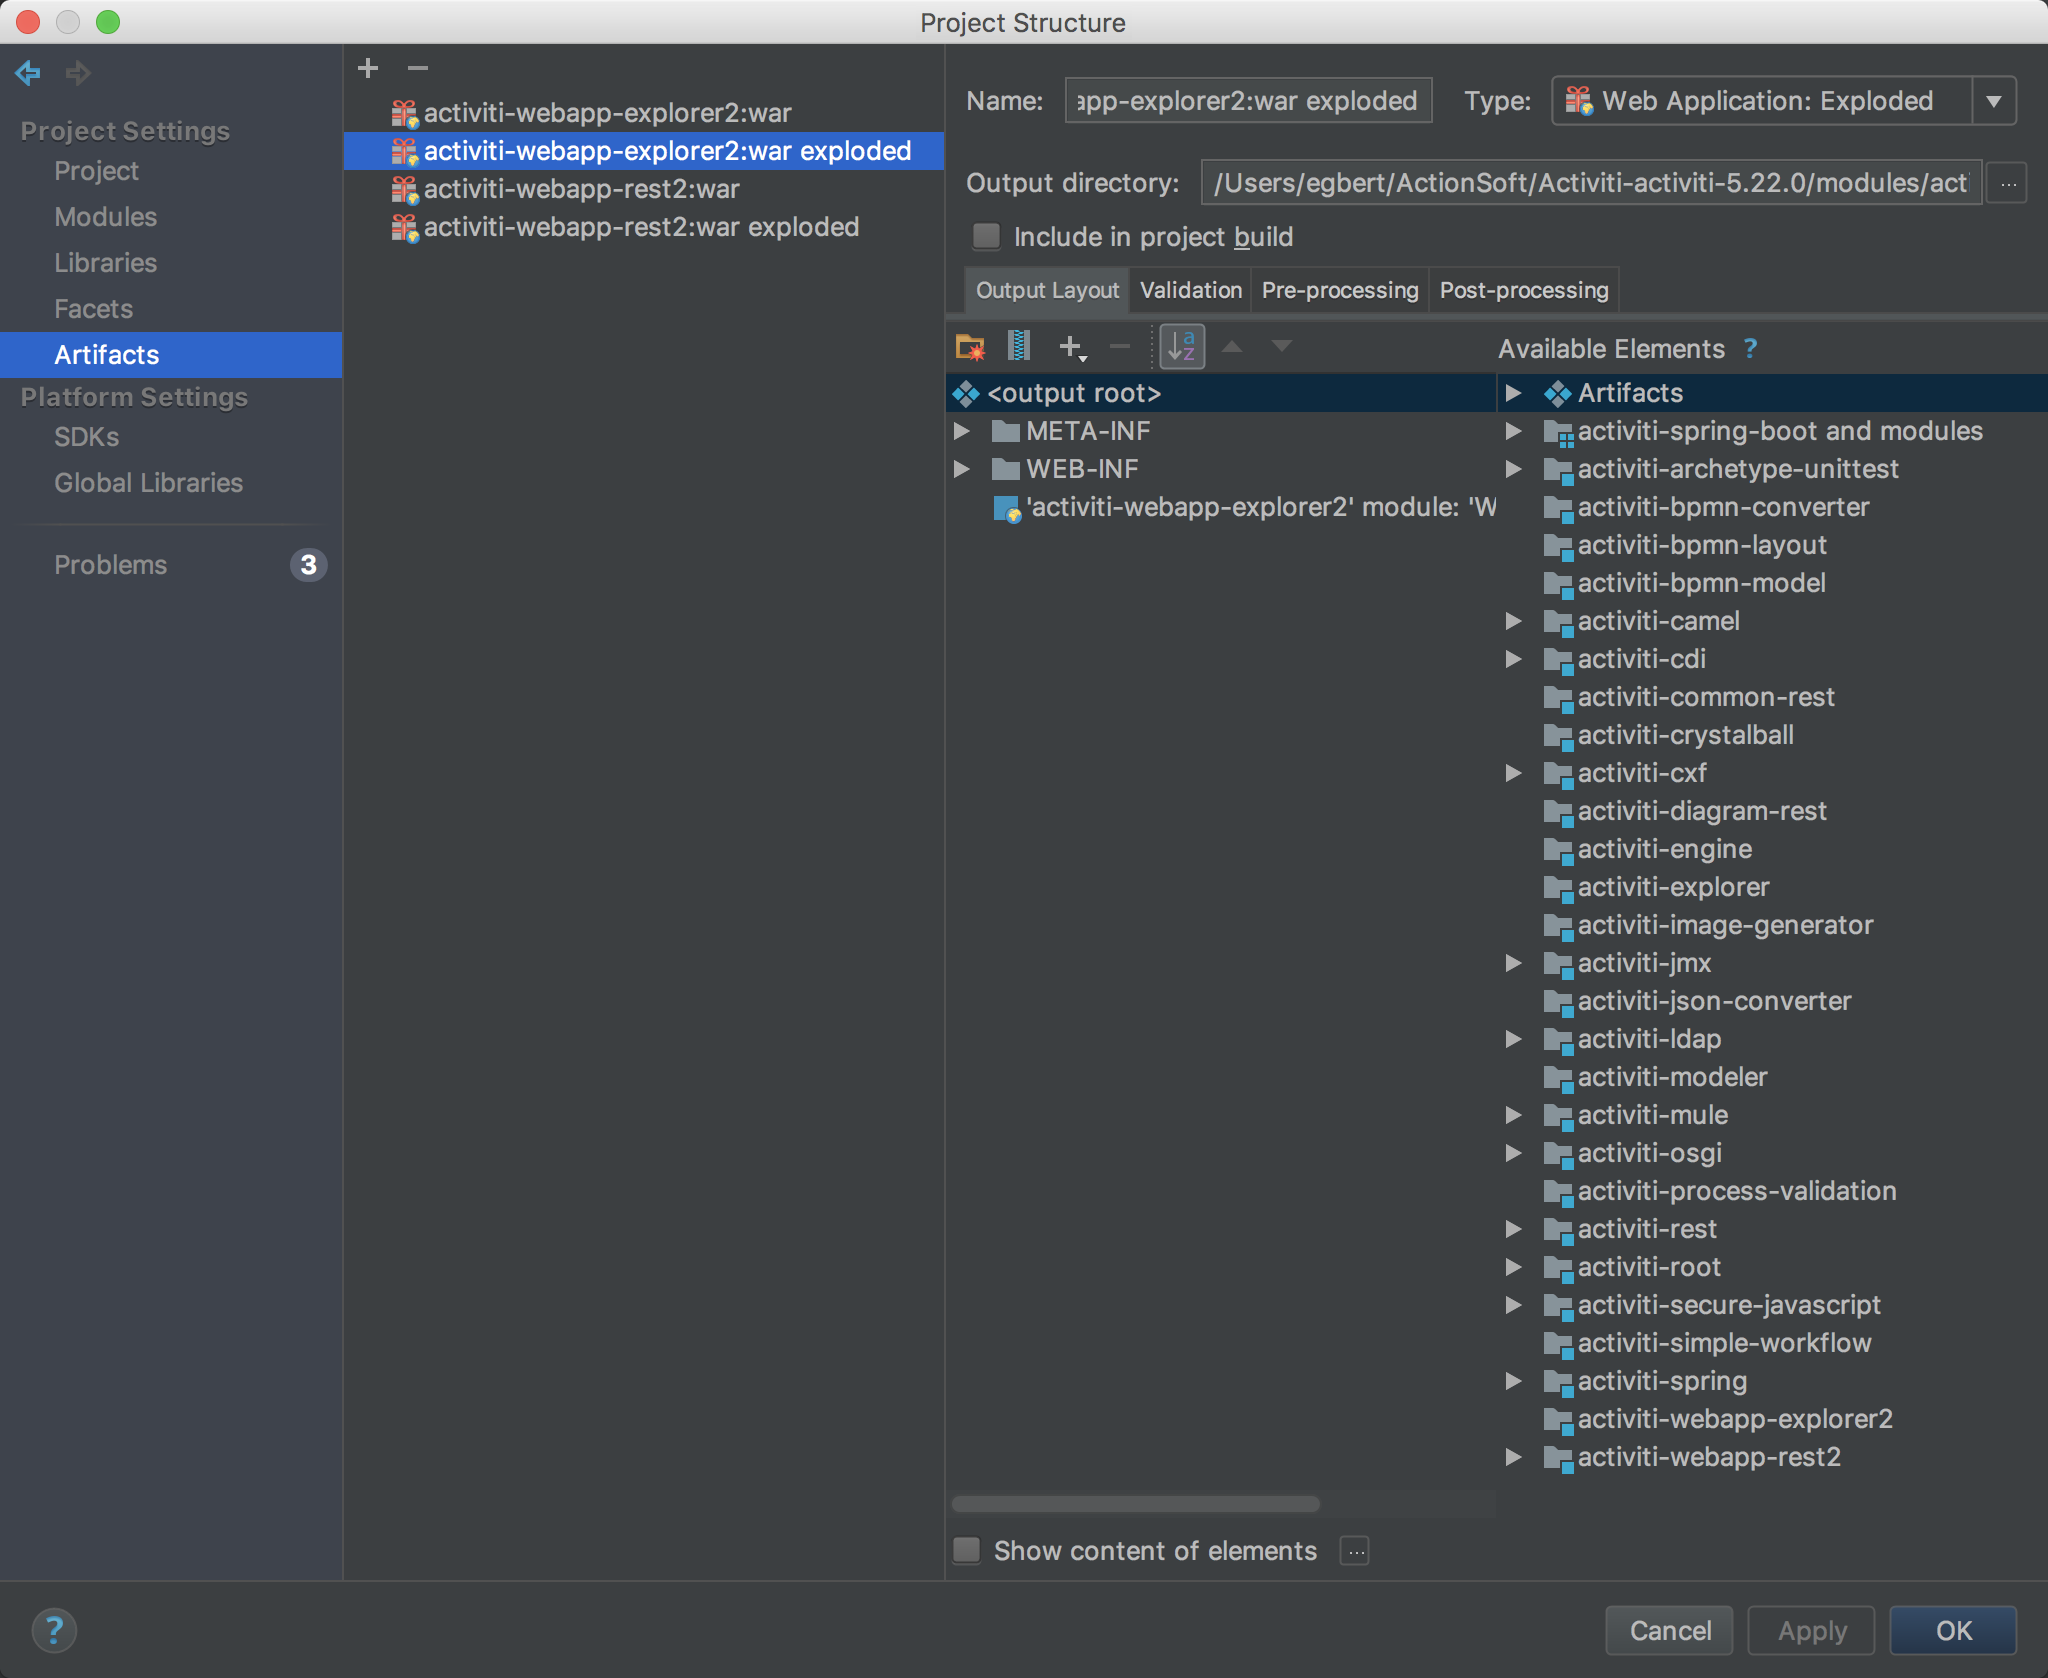 Project Structure
Project Settings
Project
Modules
Libraries
Facets
Artifacts
Platform Settings
SDKs
Global Libraries
Problems 3
activiti-webapp-explorer2:war
activiti-webapp-explorer2:war exploded
activiti-webapp-rest2:war
activiti-webapp-rest2:war exploded
Name: app-explorer2:war exploded Type: Web Application: Exploded
Output directory: /Users/egbert/ActionSoft/Activiti-activiti-5.22.0/modules/acti ...
Include in project build
Output Layout Validation Pre-processing Post-processing
<output root>
META-INF
WEB-INF
'activiti-webapp-explorer2' module: 'W
Available Elements ?
Artifacts
activiti-spring-boot and modules
activiti-archetype-unittest
activiti-bpmn-converter
activiti-bpmn-layout
activiti-bpmn-model
activiti-camel
activiti-cdi
activiti-common-rest
activiti-crystalball
activiti-cxf
activiti-diagram-rest
activiti-engine
activiti-explorer
activiti-image-generator
activiti-jmx
activiti-json-converter
activiti-ldap
activiti-modeler
activiti-mule
activiti-osgi
activiti-process-validation
activiti-rest
activiti-root
activiti-secure-javascript
activiti-simple-workflow
activiti-spring
activiti-webapp-explorer2
activiti-webapp-rest2
Show content of elements ...
? Cancel Apply OK